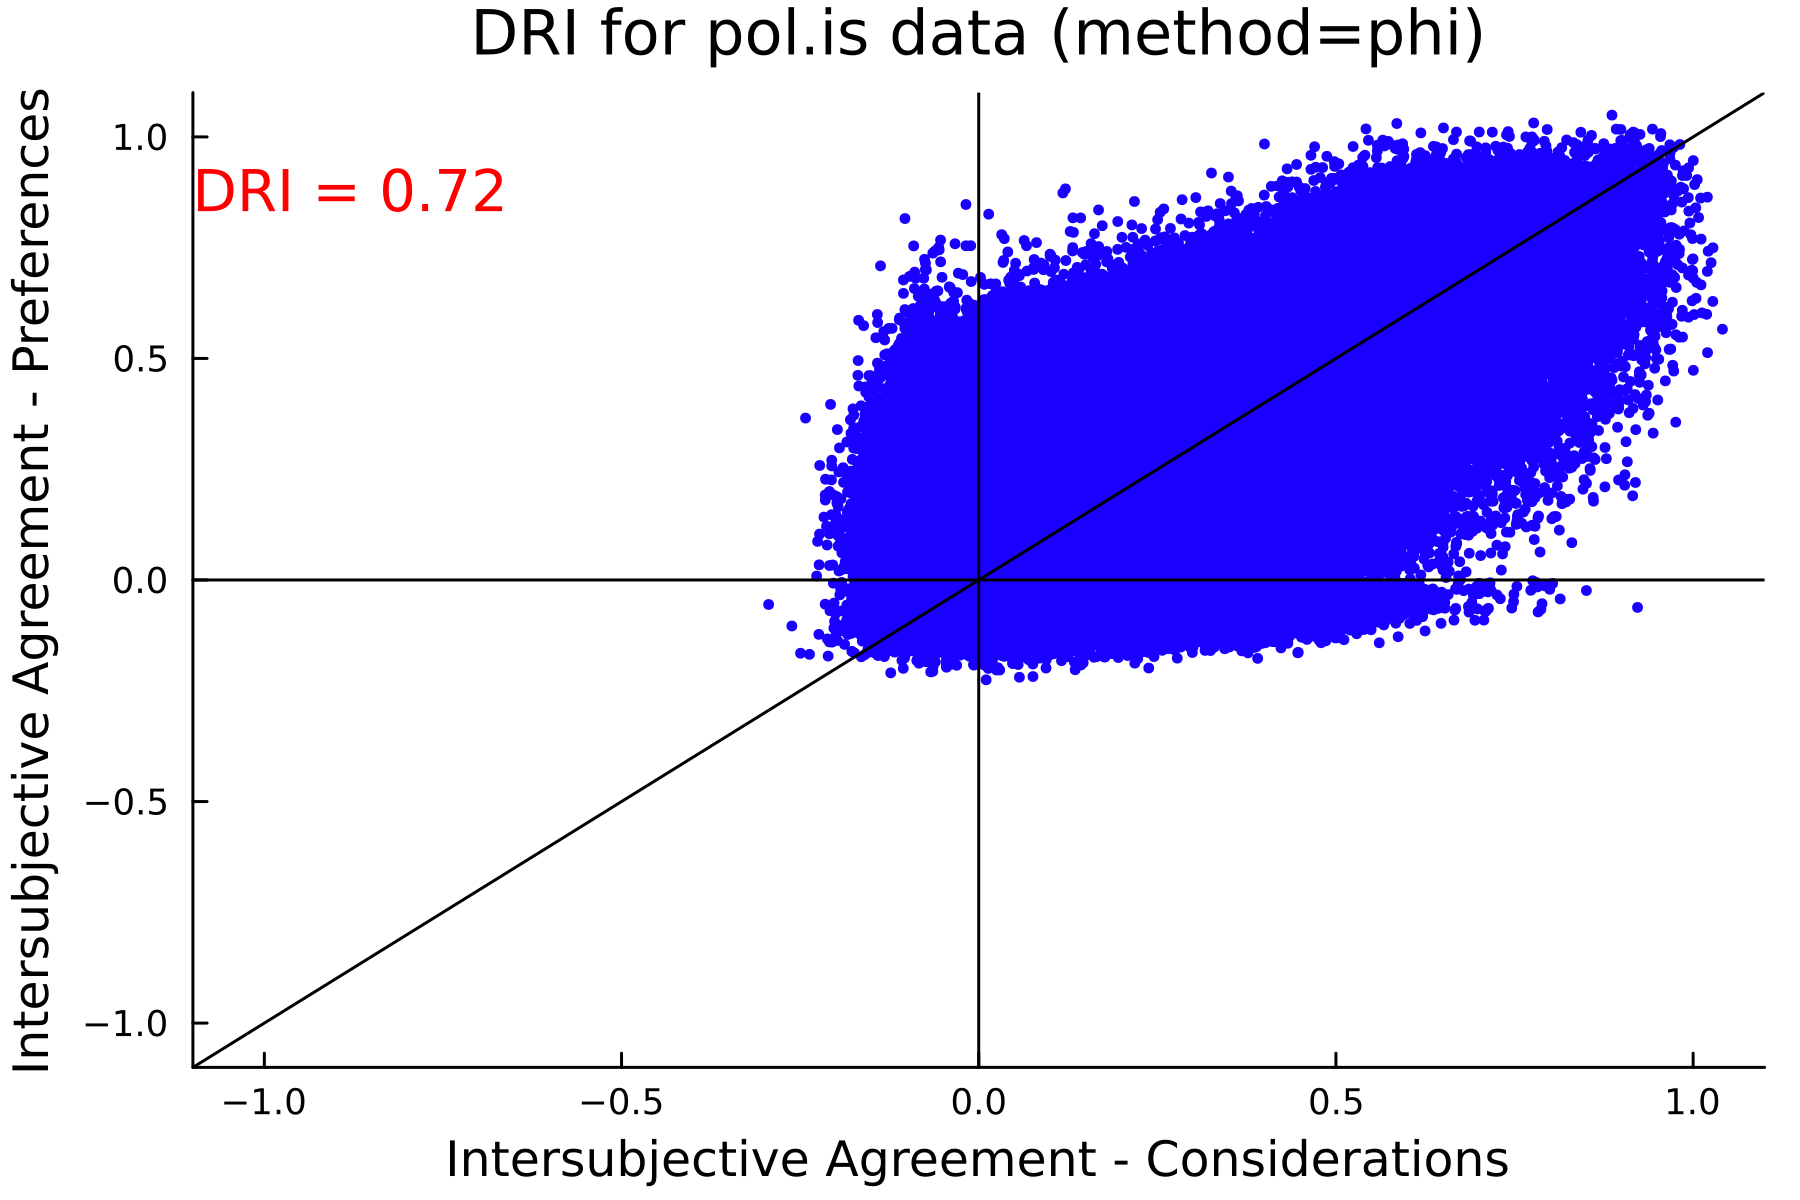 DRI for pol.is data (method=phi)
Intersubjective Agreement - Preferences
1.0
0.5
0.0
−0.5
−1.0
DRI = 0.72
−1.0
−0.5
0.0
0.5
1.0
Intersubjective Agreement - Considerations